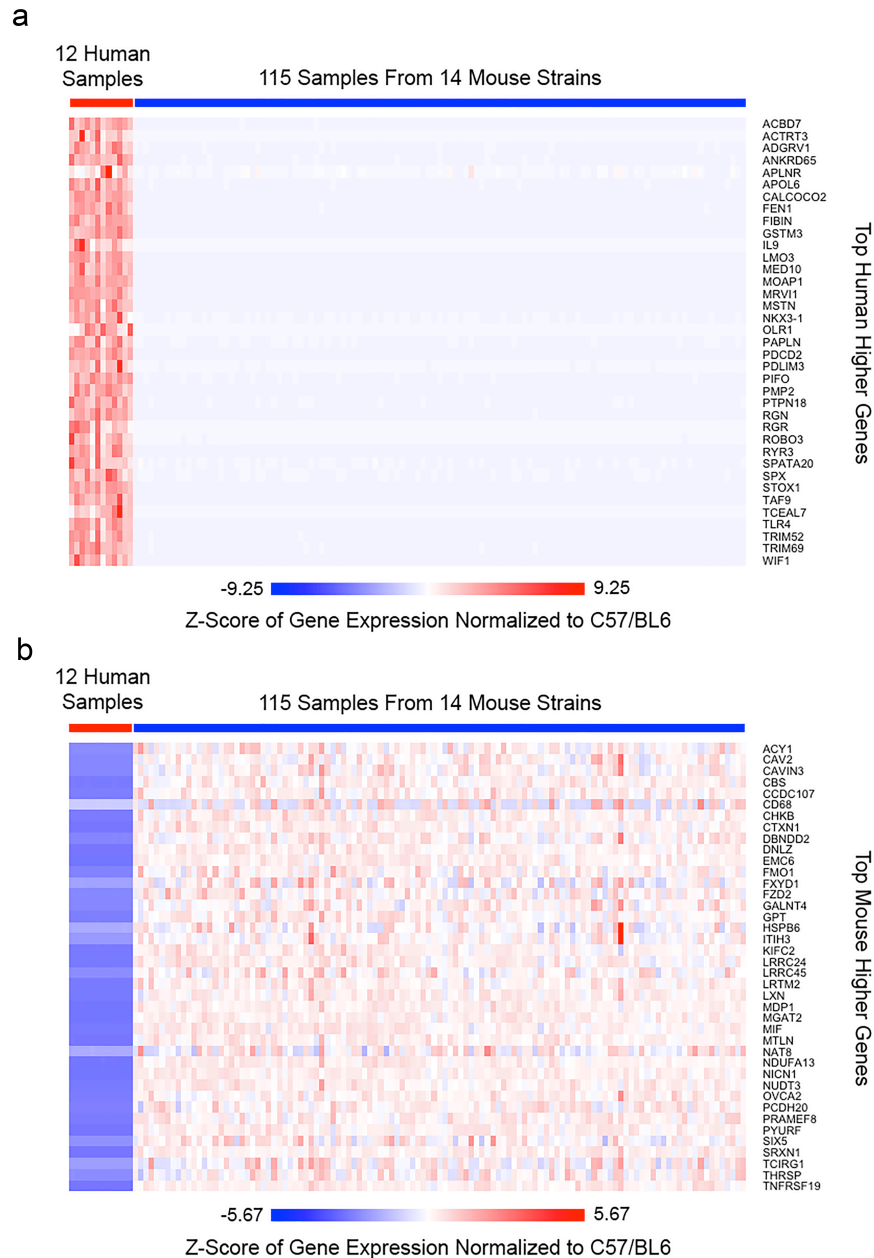 a
12 Human
Samples
115 Samples From 14 Mouse Strains
ACBD7
ACTRT3
ADGRV1
ANKRD65
APLNR
APOL6
CALCOCO2
FEN1
FIBIN
GSTM3
IL9
LMO3
MED10
MOAP1
MRVI1
MSTN
NKX3-1
OLR1
PAPLN
PDCD2
PDLIM3
PIFO
PMP2
PTPN18
RGN
RGR
ROBO3
RYR3
SPATA20
SPX
STOX1
TAF9
TCEAL7
TLR4
TRIM52
TRIM69
WIF1
Top Human Higher Genes
-9.25 9.25
Z-Score of Gene Expression Normalized to C57/BL6
b
12 Human
Samples
115 Samples From 14 Mouse Strains
ACY1
CAV2
CAVIN3
CBS
CCDC107
CD68
CHKB
CTXN1
DBNDD2
DNLZ
EMC6
FMO1
FXYD1
FZD2
GALNT4
GPT
HSPB6
ITIH3
KIFC2
LRRC24
LRRC45
LRTM2
LXN
MDP1
MGAT2
MIF
MTLN
NAT8
NDUFA13
NICN1
NUDT3
OVCA2
PCDH20
PRAMEF8
PYURF
SIX5
SRXN1
TCIRG1
THRSP
TNFRSF19
Top Mouse Higher Genes
-5.67 5.67
Z-Score of Gene Expression Normalized to C57/BL6